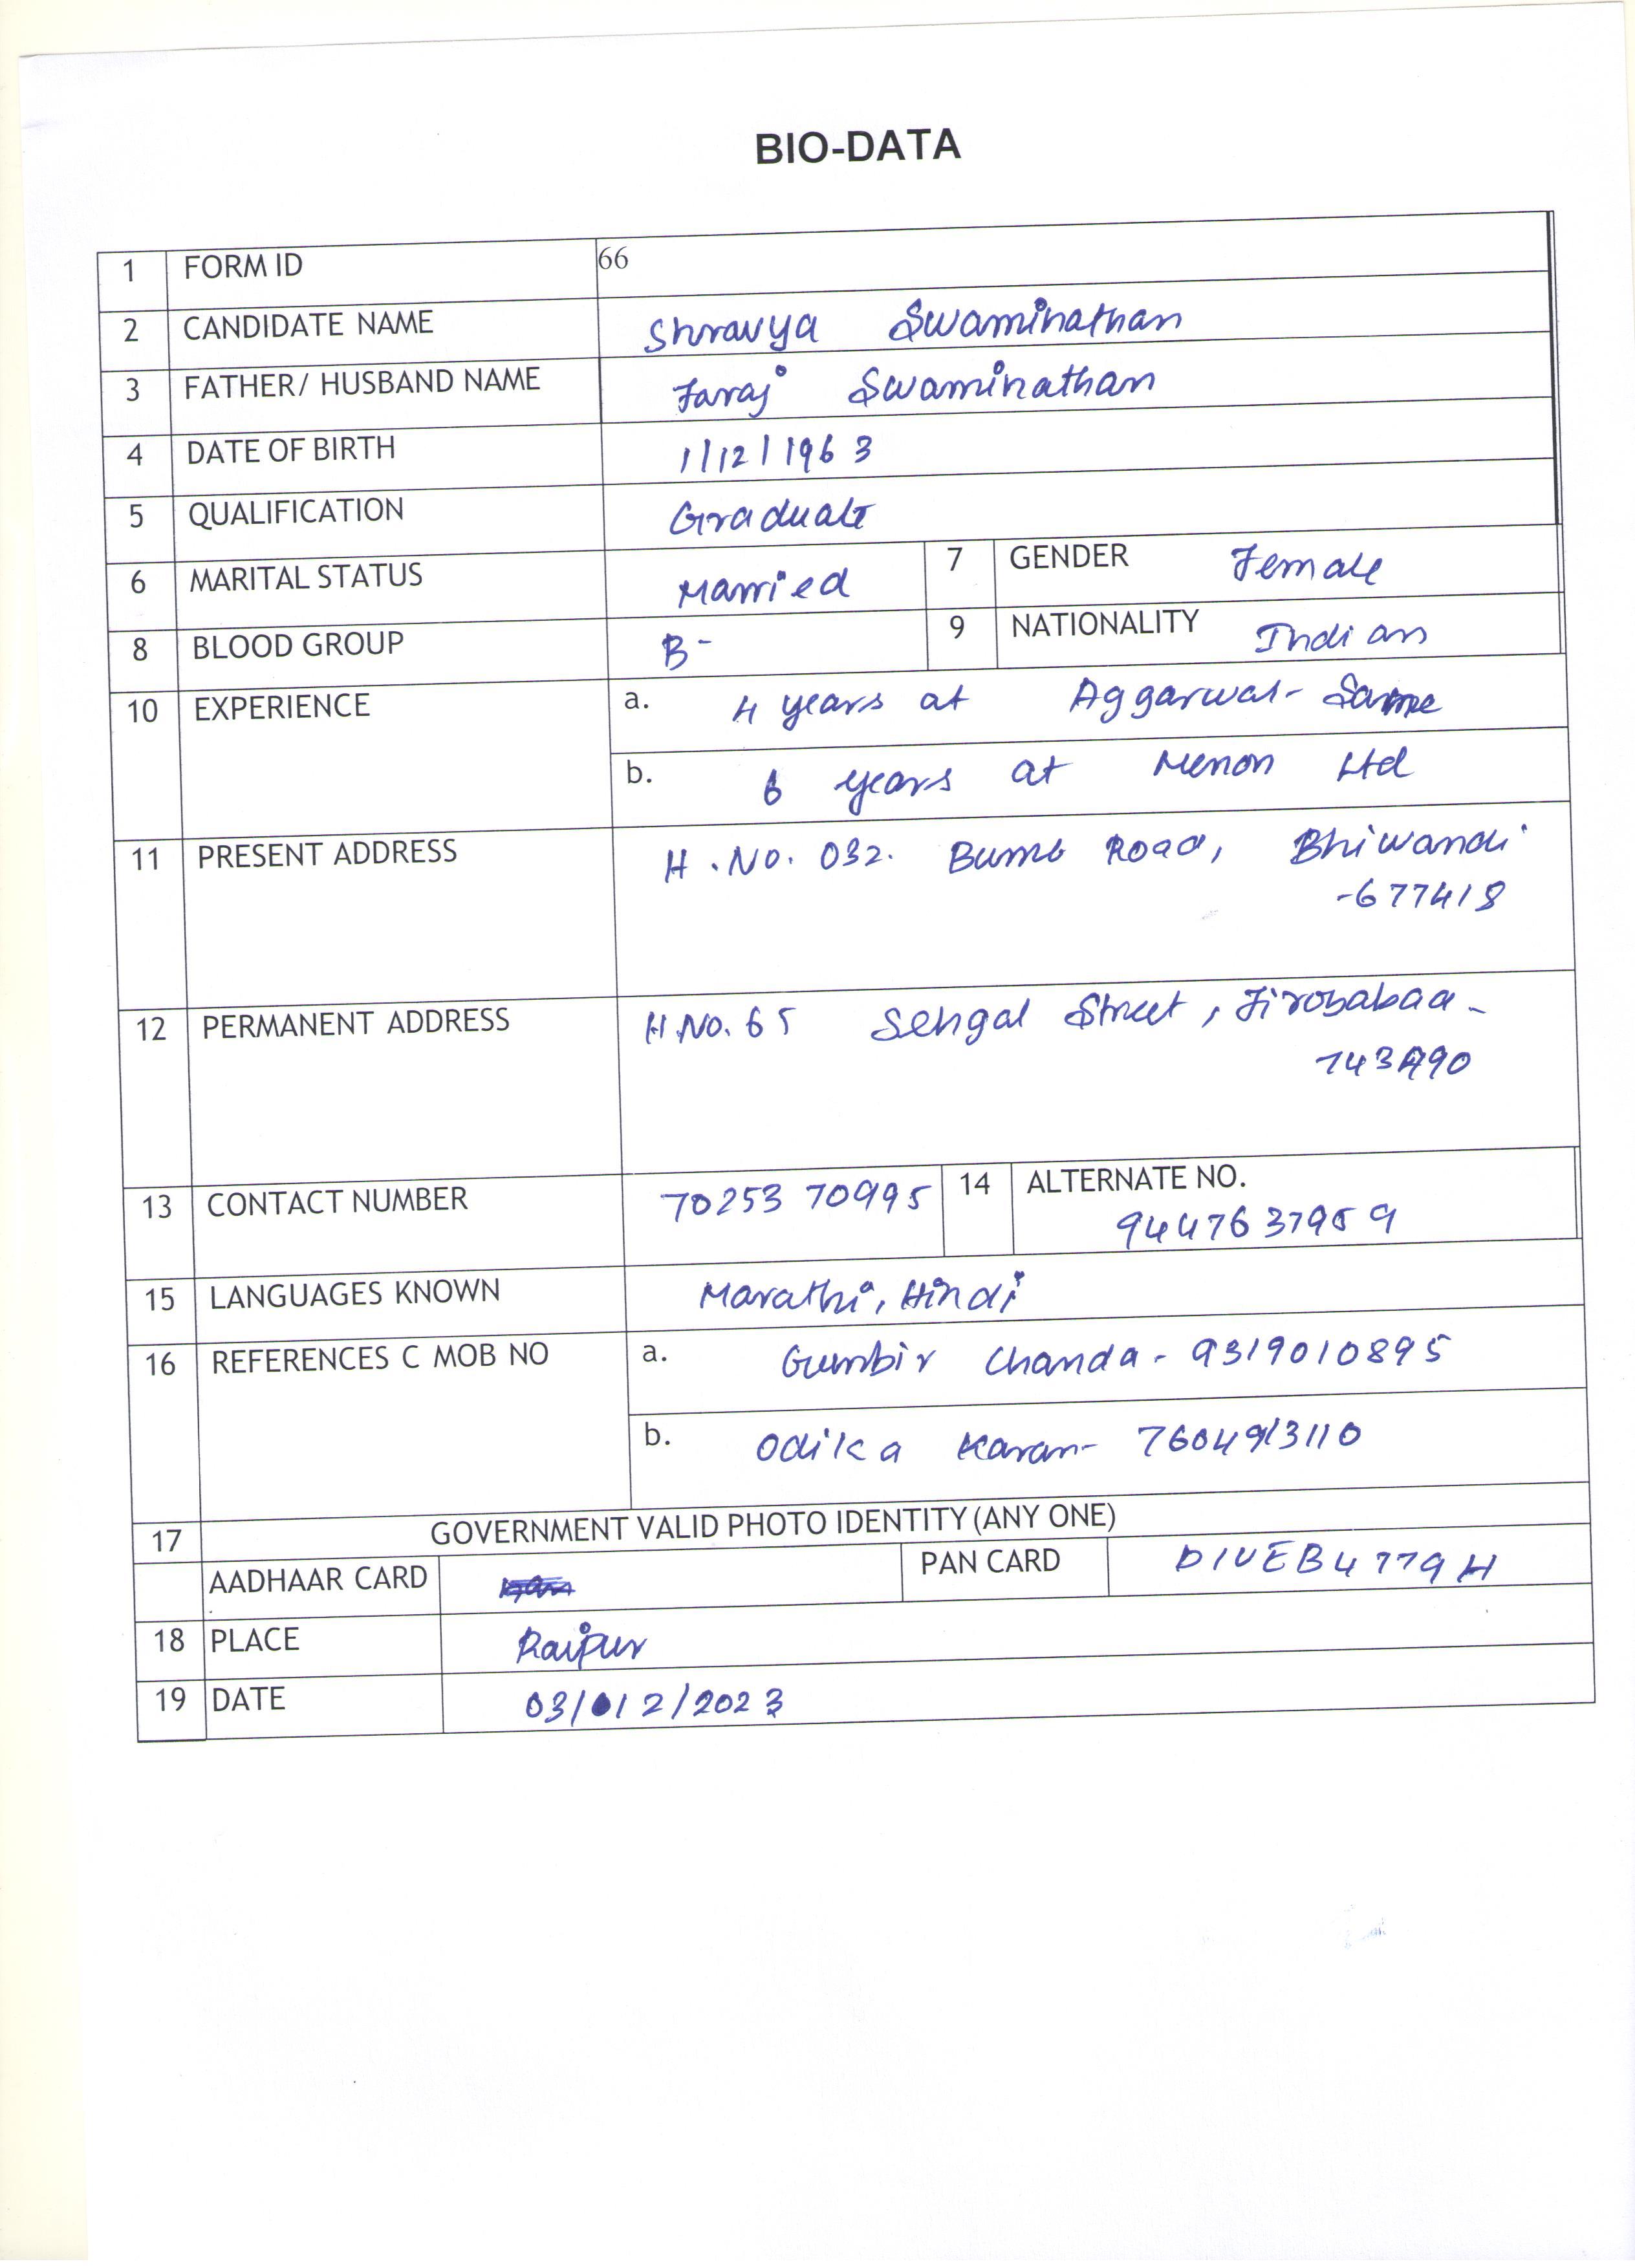 BIO-DATA
1 FORM ID 66
2 CANDIDATE NAME Shravya Swaminathan
3 FATHER/ HUSBAND NAME Faraj Swaminathan
4 DATE OF BIRTH 1/12/1963
5 QUALIFICATION Graduate
6 MARITAL STATUS Married 7 GENDER Female
8 BLOOD GROUP B- 9 NATIONALITY Indian
10 EXPERIENCE a. 4 years at Aggarwal-Same
b. 6 years at Menon Ltd
11 PRESENT ADDRESS H.No. 032. Bumb Road, Bhiwandi
-677418
12 PERMANENT ADDRESS H.No. 65 Sehgal Street, Firozabad -
13 CONTACT NUMBER 70253 70995 14 ALTERNATE NO.
9447637959
15 LANGUAGES KNOWN Marathi, Hindi
16 REFERENCES C MOB NO a. Gumbir Chanda - 9319010895
b. Odika Karan- 7604913110
17 GOVERNMENT VALID PHOTO IDENTITY (ANY ONE)
AADHAAR CARD PAN CARD DIVEB4779H
18 PLACE Raipur
19 DATE 03/12/2023